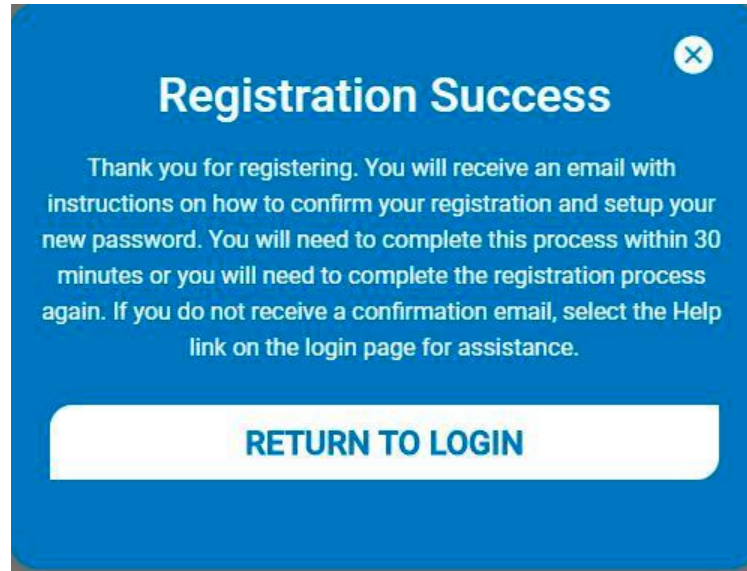 Registration Success
Thank you for registering. You will receive an email with
instructions on how to confirm your registration and setup your
new password. You will need to complete this process within 30
minutes or you will need to complete the registration process
again. If you do not receive a confirmation email, select the Help
link on the login page for assistance.
RETURN TO LOGIN